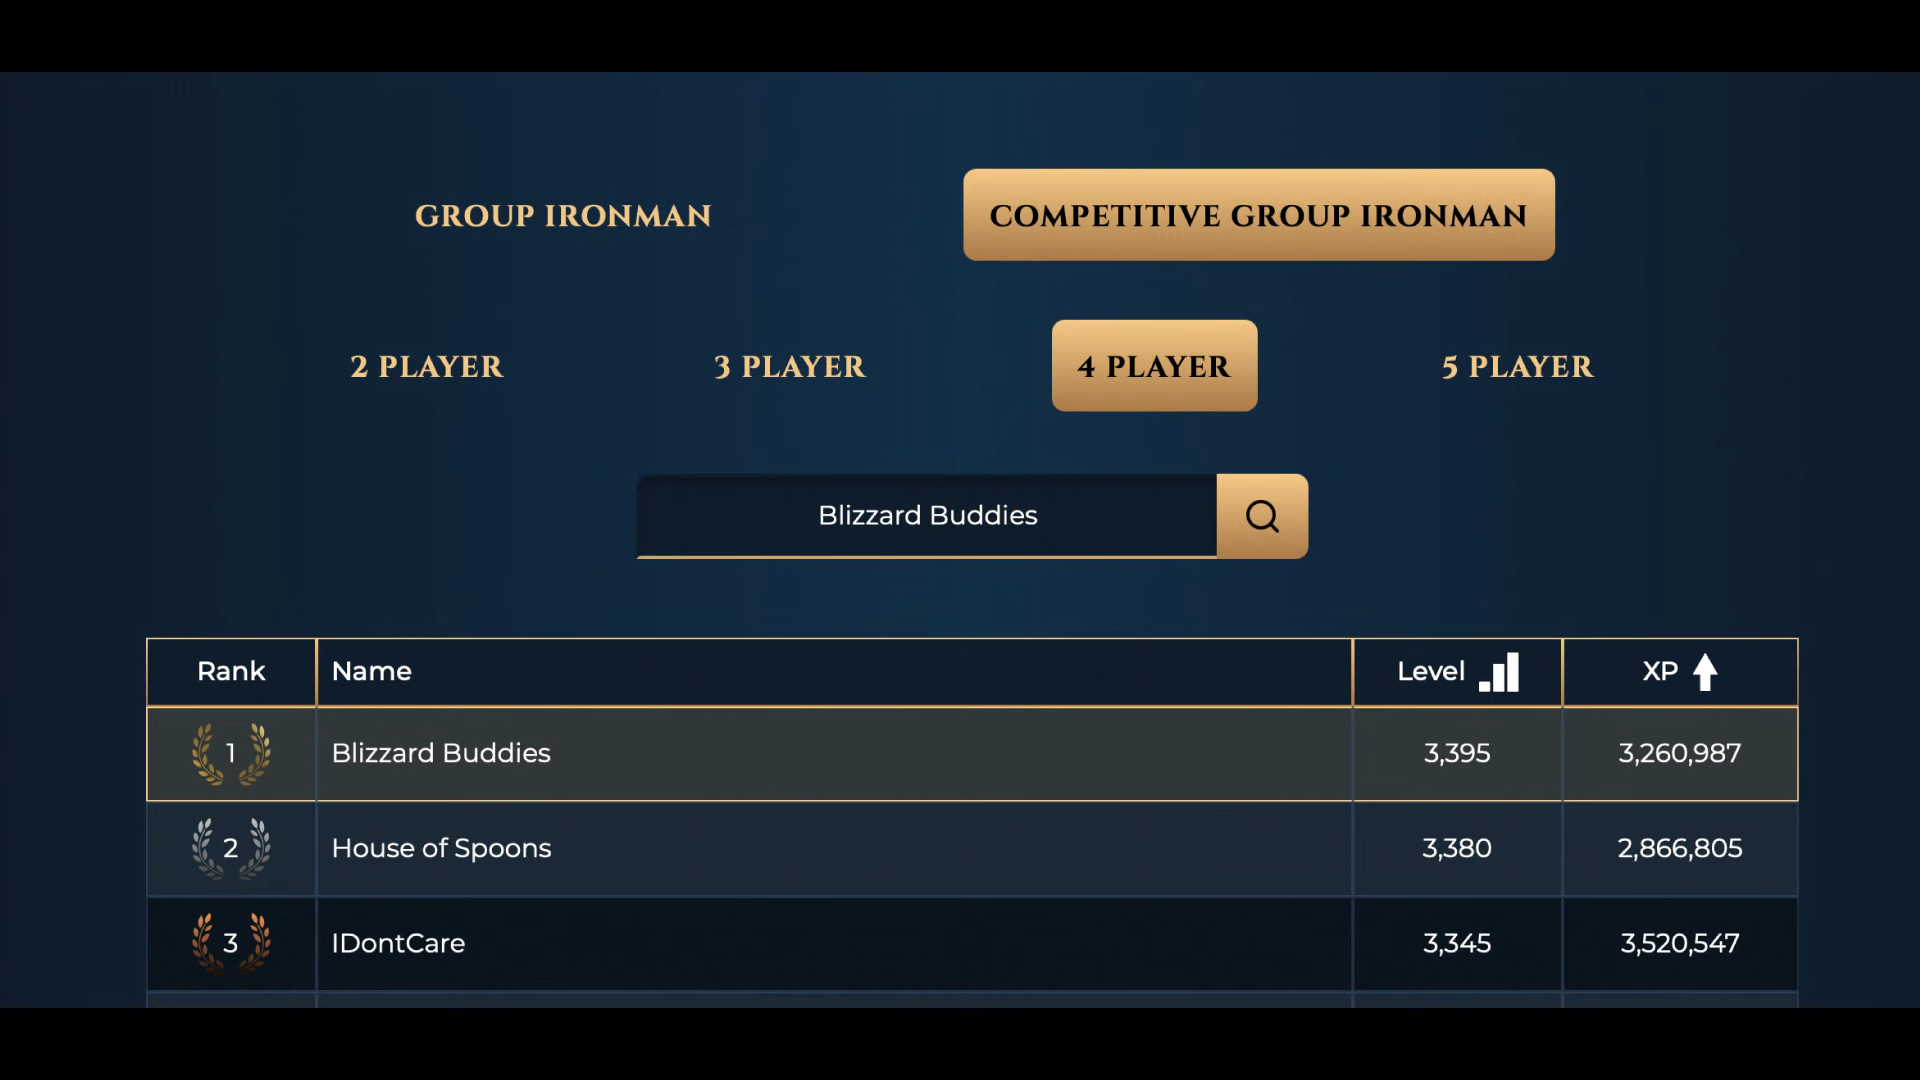 GROUP IRONMAN
COMPETITIVE GROUP IRONMAN
2 PLAYER
3 PLAYER
4 PLAYER
5 PLAYER
Blizzard Buddies
Rank Name Level XP
1 Blizzard Buddies 3,395 3,260,987
2 House of Spoons 3,380 2,866,805
3 IDontCare 3,345 3,520,547